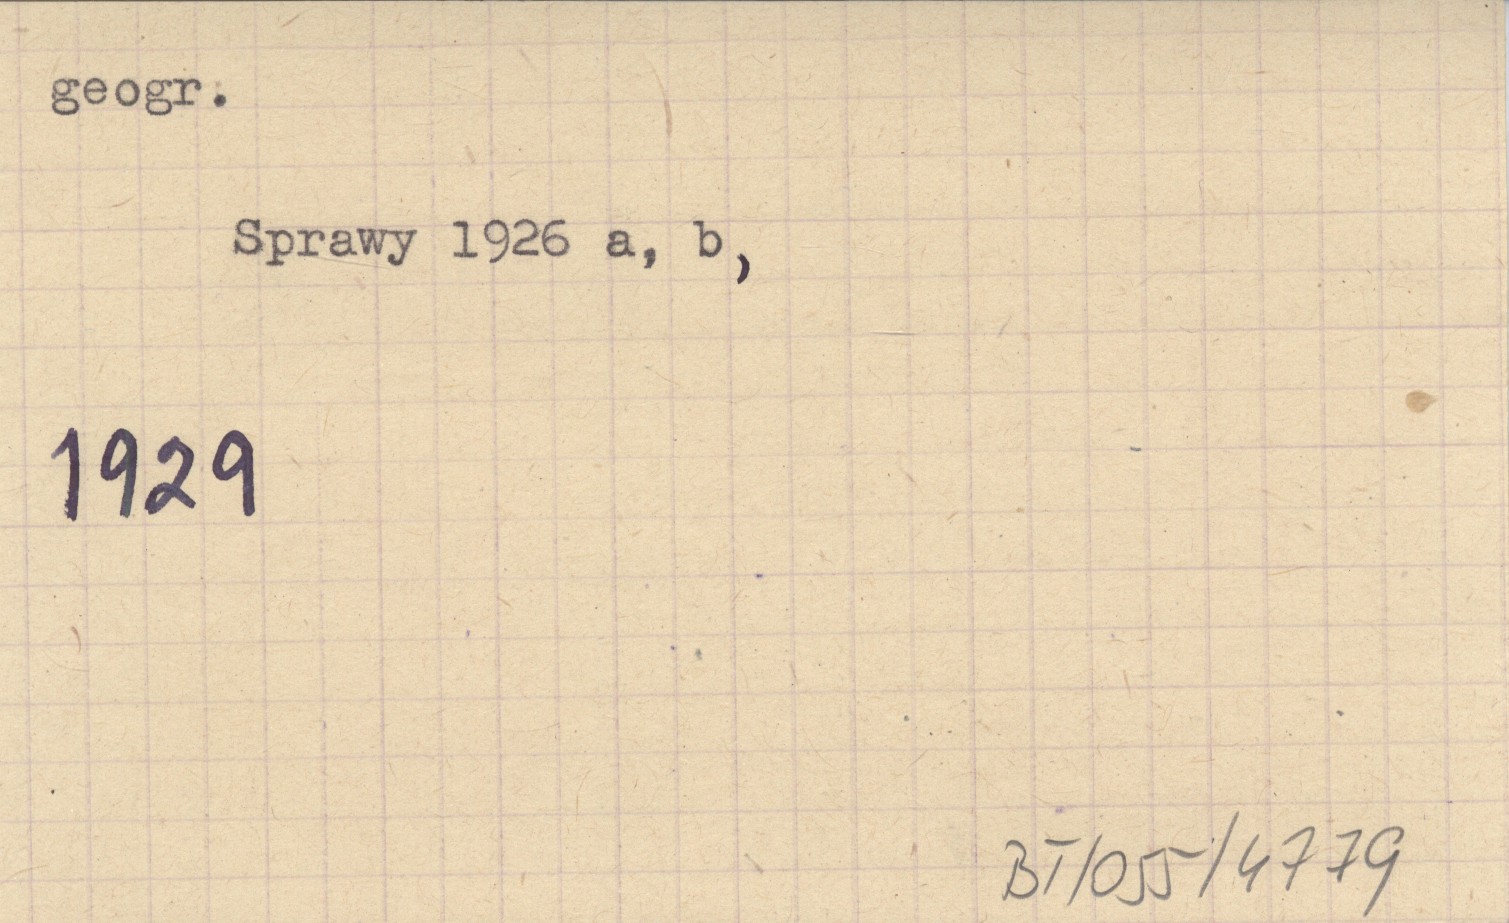 geogr.
Sprawy 1926 a, b,
1929
BT/055/4779